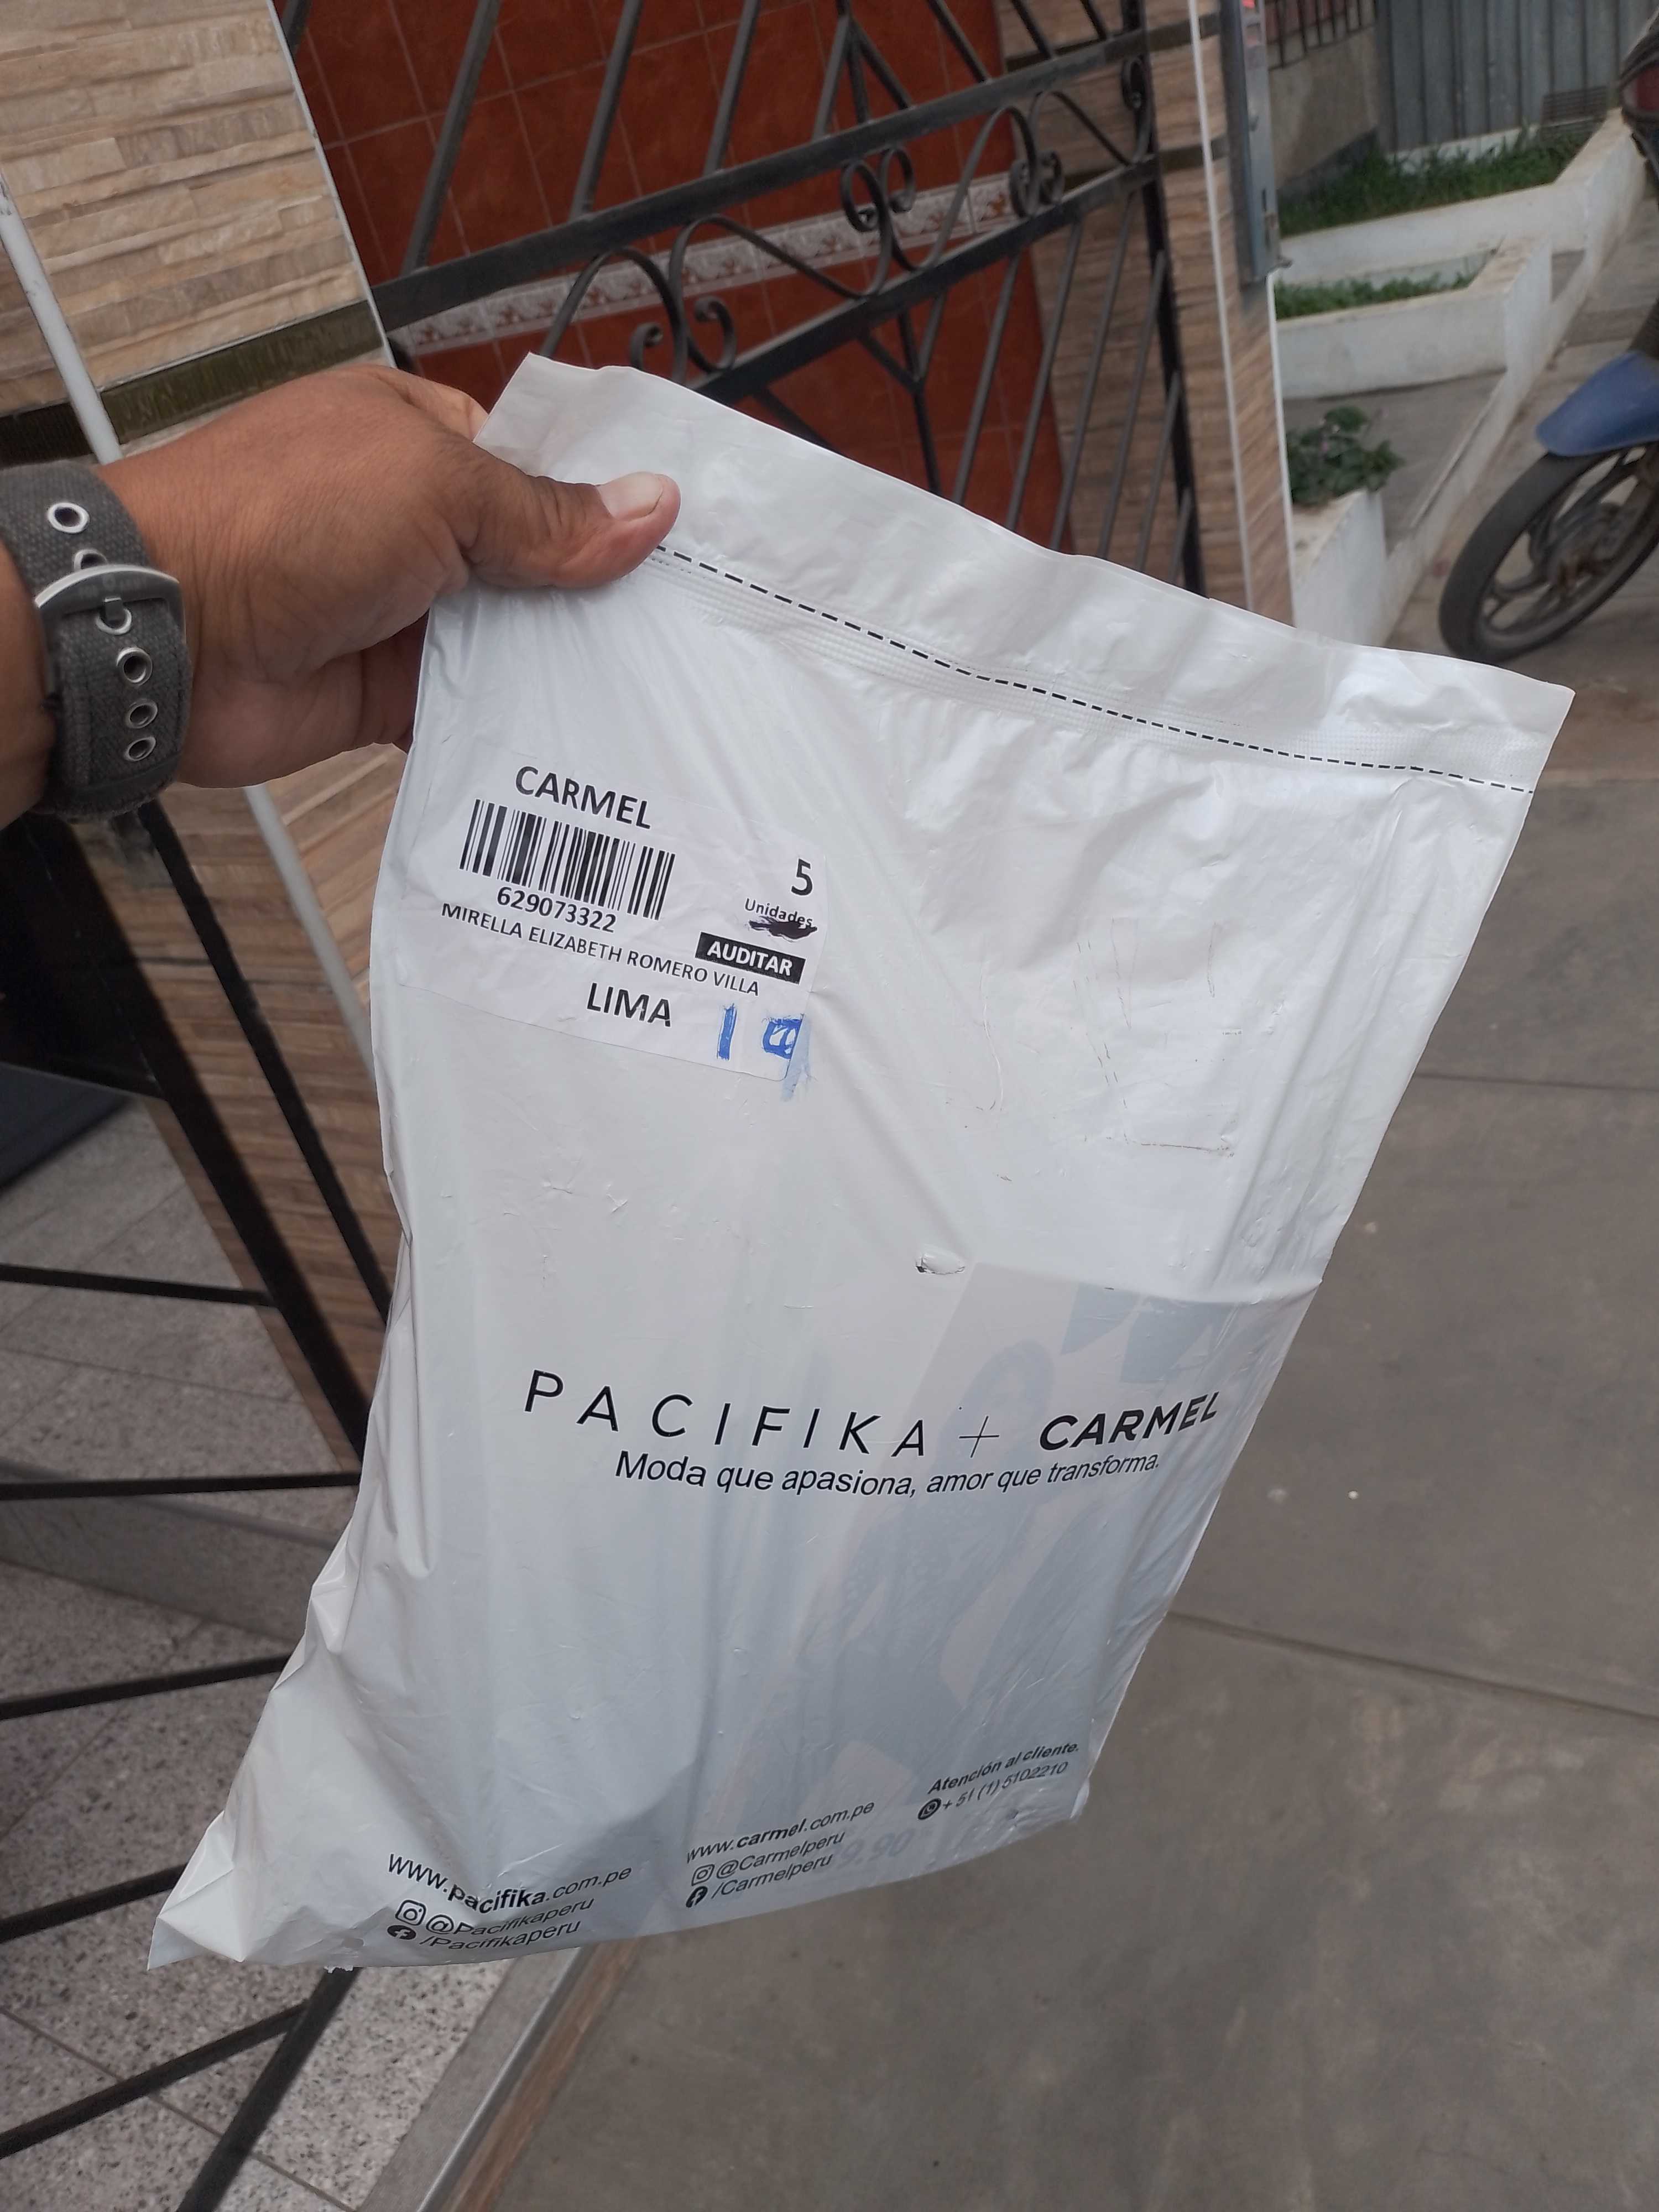 CARMEL
5
Unidades
629073322
AUDITAR
MIRELLA ELIZABETH ROMERO VILLA
LIMA
PACIFIKA + CARMEL
Moda que apasiona, amor que transforma.
Atención al cliente.
+ 51 (1) 5102210
www.carmel.com.pe
@Carmelperu
/Carmelperu
www.pacifika.com.pe
@Pacifikaperu
/Pacifikaperu